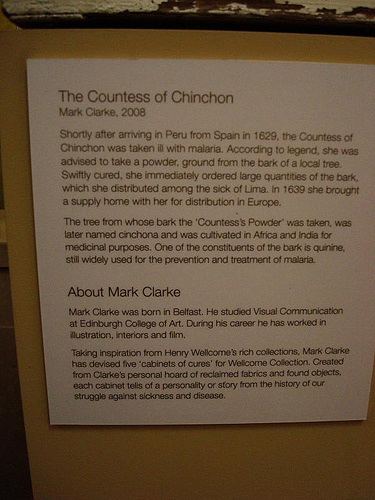 The Countess of Chinchon
Mark Clarke, 2008
Shortly after arriving in Peru from Spain in 1629, the Countess of
Chinchon was taken ill with malaria. According to legend, she was
advised to take a powder, ground from the bark of a local tree.
Swiftly cured, she immediately ordered large quantities of the bark,
which she distributed among the sick of Lima. In 1639 she brought
a supply home with her for distribution in Europe.
The tree from whose bark the 'Countess's Powder' was taken, was
later named cinchona and was cultivated in Africa and India for
medicinal purposes. One of the constituents of the bark is quinine,
still widely used for the prevention and treatment of malaria.
About Mark Clarke
Mark Clarke was born in Belfast. He studied Visual Communication
at Edinburgh College of Art. During his career he has worked in
illustration, interiors and film.
Taking inspiration from Henry Wellcome's rich collections, Mark Clarke
has devised five 'cabinets of cures' for Wellcome Collection. Created
from Clarke's personal hoard of reclaimed fabrics and found objects,
each cabinet tells of a personality or story from the history of our
struggle against sickness and disease.